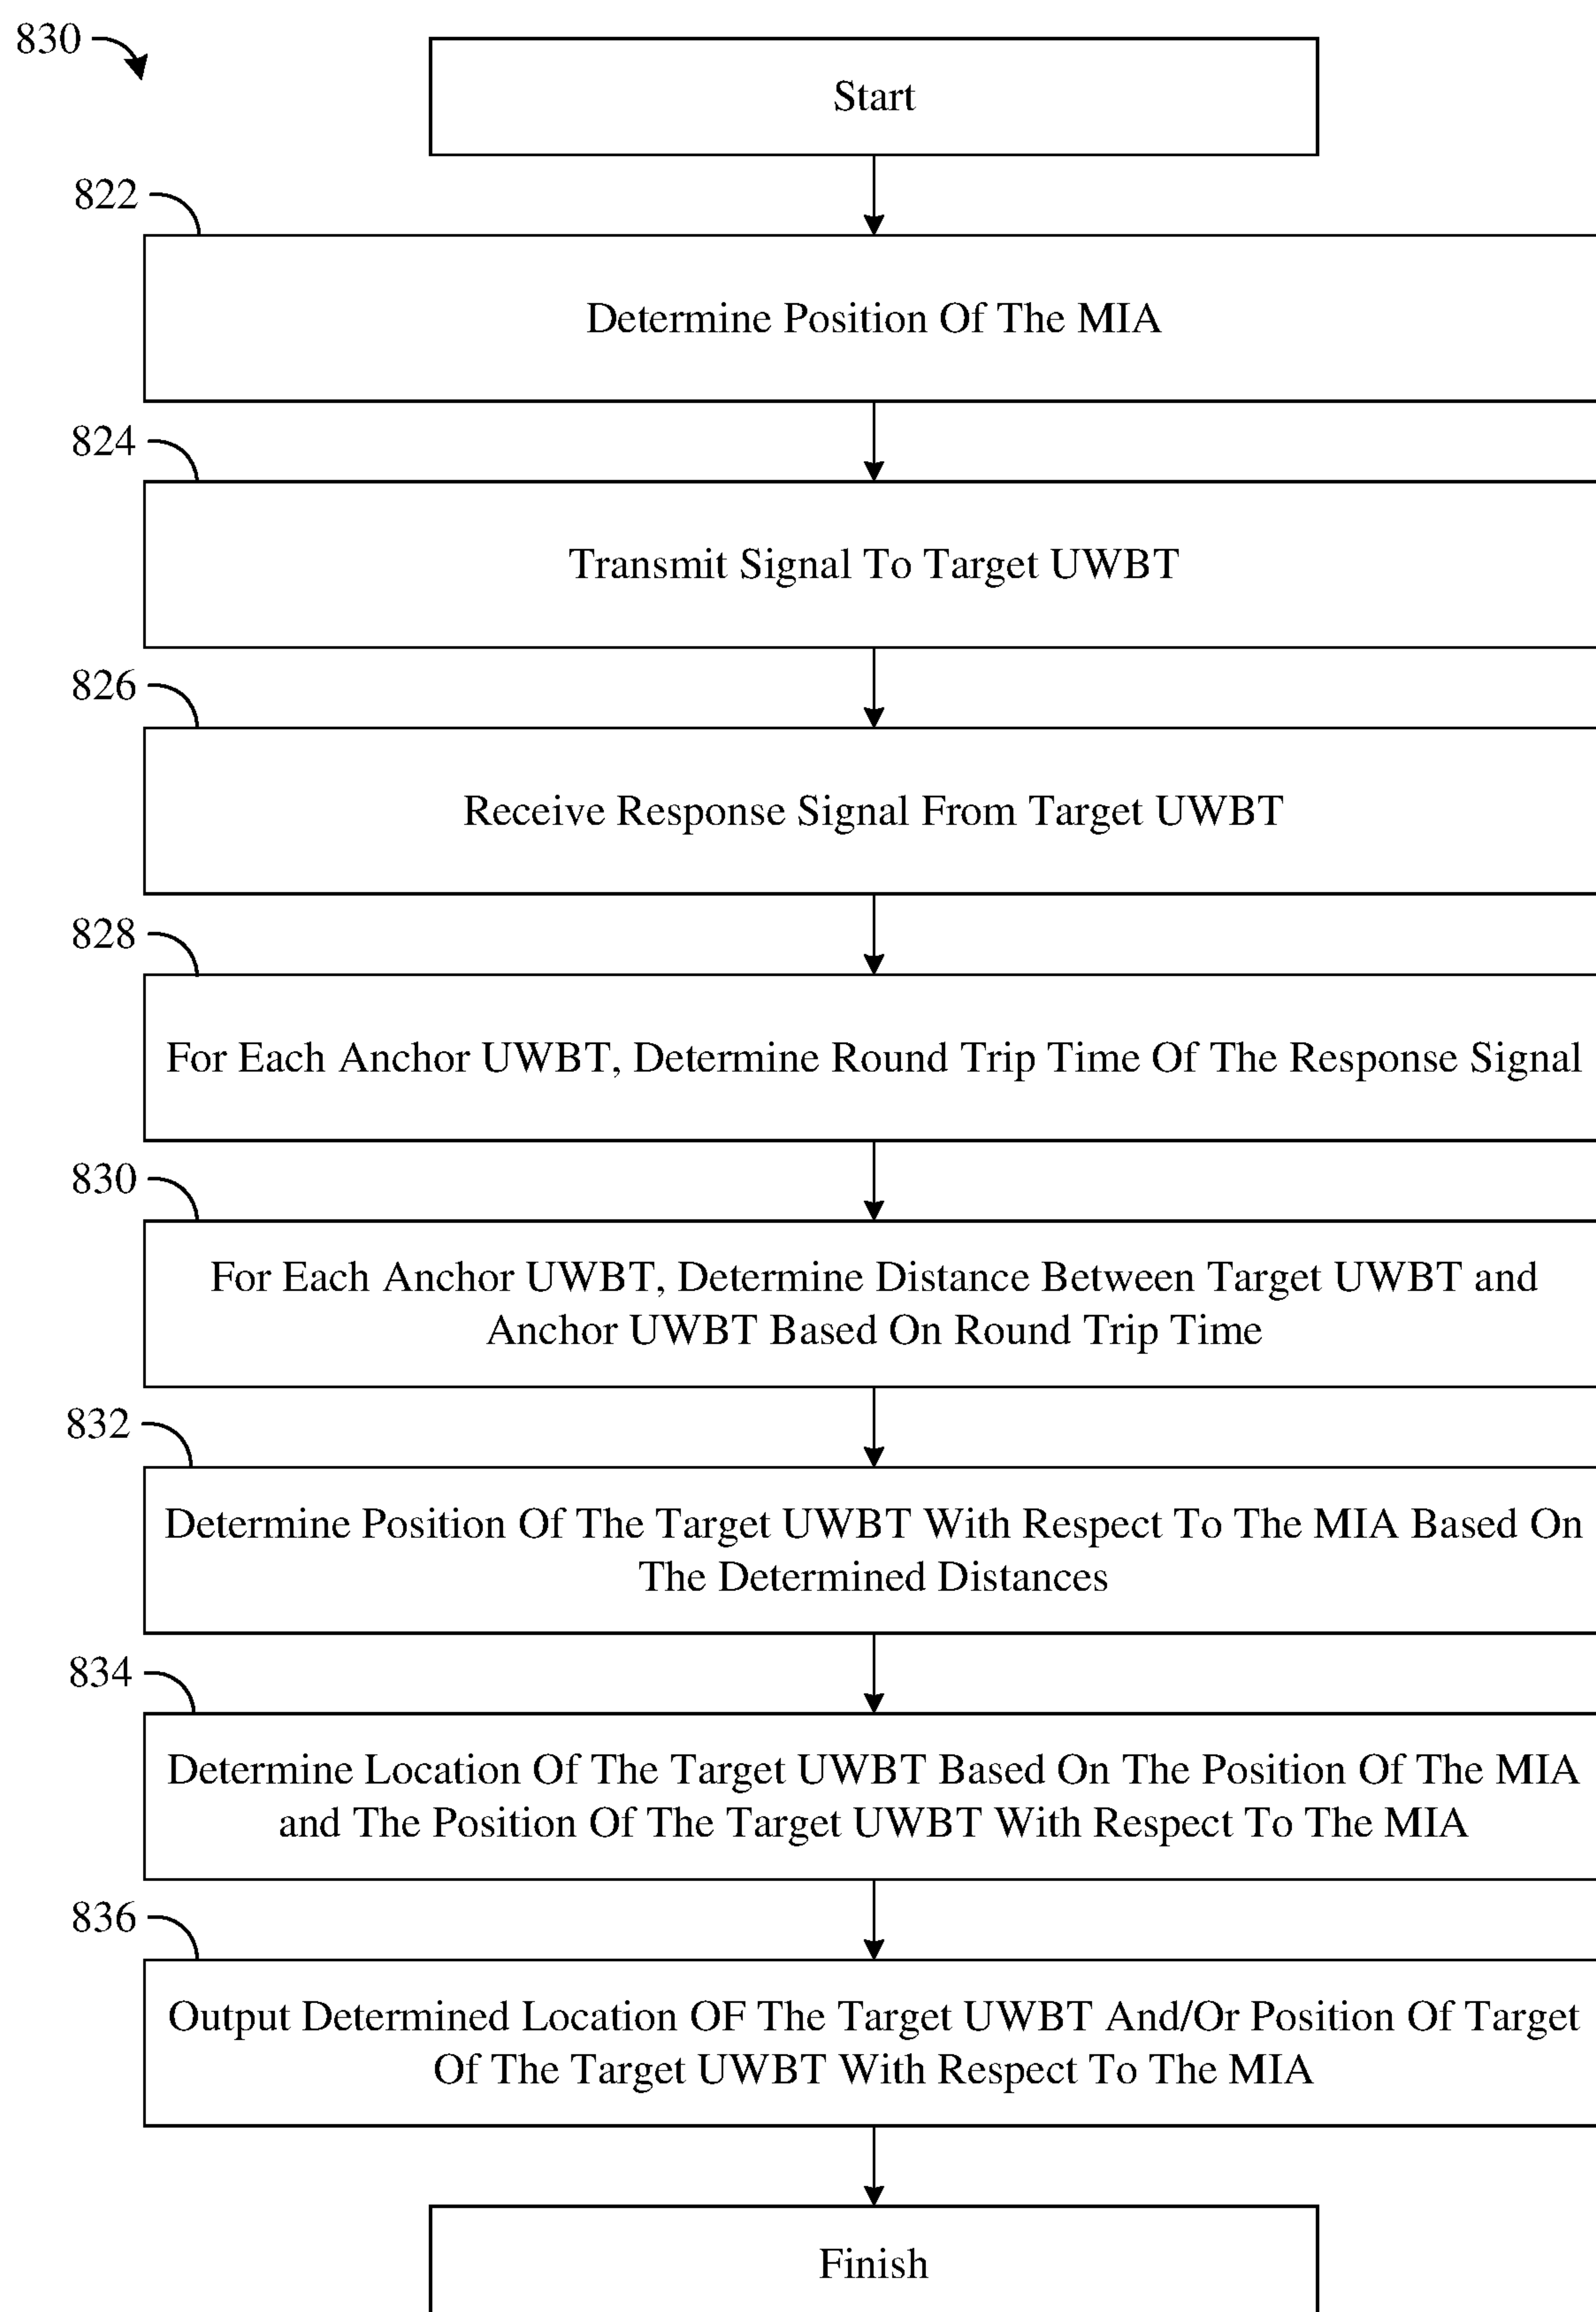 830
Start
822
Determine Position Of The MIA
824
Transmit Signal To Target UWBT
826
Receive Response Signal From Target UWBT
828
For Each Anchor UWBT, Determine Round Trip Time Of The Response Signal
830
For Each Anchor UWBT, Determine Distance Between Target UWBT and
Anchor UWBT Based On Round Trip Time
832
Determine Position Of The Target UWBT With Respect To The MIA Based On
The Determined Distances
834
Determine Location Of The Target UWBT Based On The Position Of The MIA
and The Position Of The Target UWBT With Respect To The MIA
836
Output Determined Location OF The Target UWBT And/Or Position Of Target
Of The Target UWBT With Respect To The MIA
Finish